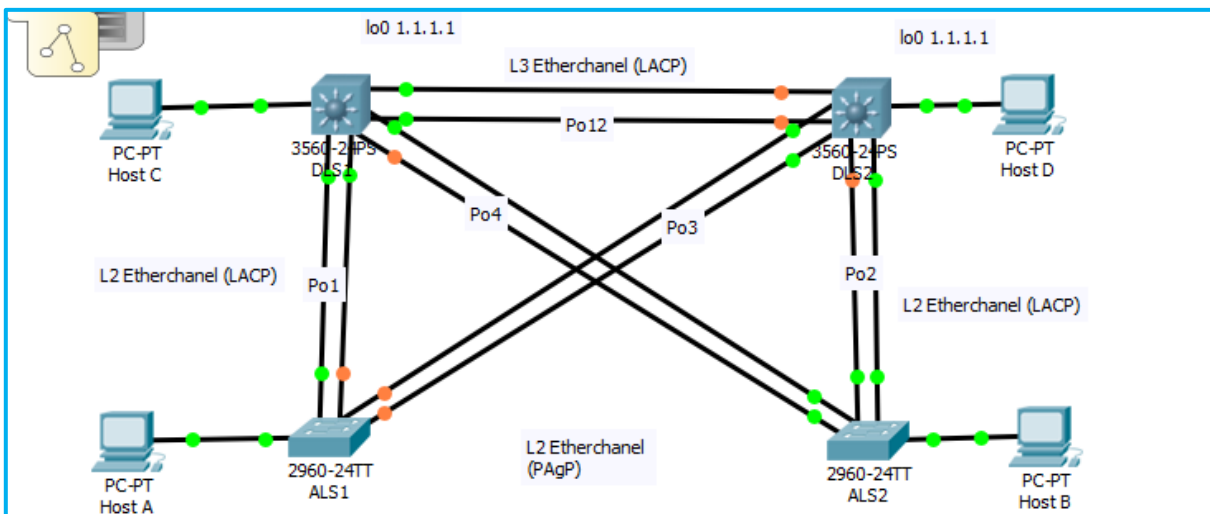 lo0 1.1.1.1
lo0 1.1.1.1
L3 Etherchanel (LACP)
Po12
PC-PT
Host C
3560-24PS
DLS1
3560-24PS
DLS2
PC-PT
Host D
Po4
Po3
L2 Etherchanel (LACP)
Po1
Po2
L2 Etherchanel (LACP)
L2 Etherchanel
(PAgP)
PC-PT
Host A
2960-24TT
ALS1
2960-24TT
ALS2
PC-PT
Host B